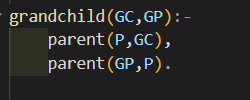 grandchild(GC,GP):-
    parent(P,GC),
    parent(GP,P).